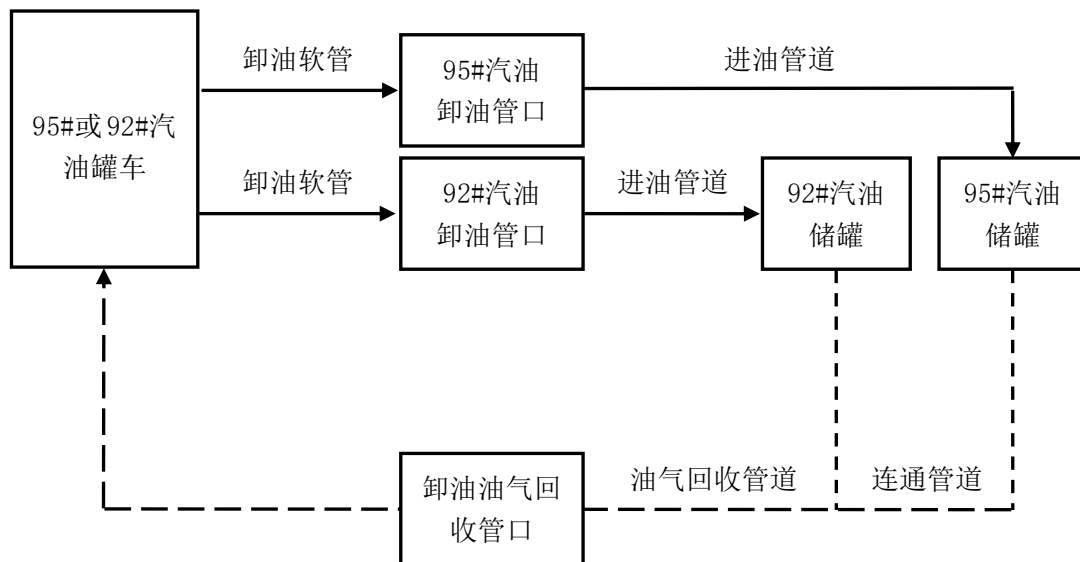 卸油软管
95#汽油
卸油管口
进油管道
95#或92#汽
油罐车
卸油软管
92#汽油
卸油管口
进油管道
92#汽油
储罐
95#汽油
储罐
卸油油气回
收管口
油气回收管道
连通管道